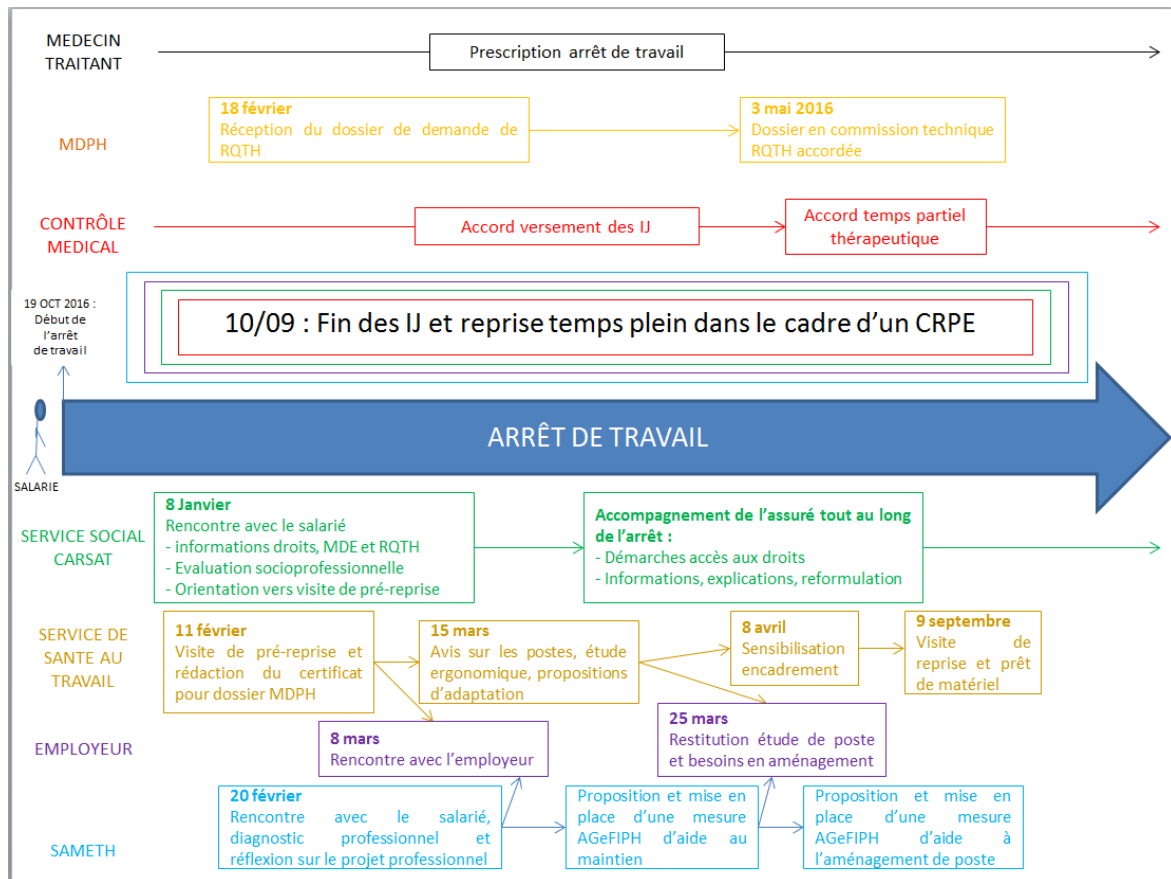 MEDECIN
TRAITANT
Prescription arrêt de travail
MDPH
18 février
Réception du dossier de demande de
RQTH
3 mai 2016
Dossier en commission technique
RQTH accordée
CONTRÔLE
MEDICAL
Accord versement des IJ
Accord temps partiel
thérapeutique
19 OCT 2016 :
Début de
l’arrêt
de travail
10/09 : Fin des IJ et reprise temps plein dans le cadre d’un CRPE
ARRÊT DE TRAVAIL
SALARIE
SERVICE SOCIAL
CARSAT
8 Janvier
Rencontre avec le salarié
- informations droits, MDE et RQTH
- Evaluation socioprofessionnelle
- Orientation vers visite de pré-reprise
Accompagnement de l’assuré tout au long
de l’arrêt :
- Démarches accès aux droits
- Informations, explications, reformulation
SERVICE DE
SANTE AU
TRAVAIL
11 février
Visite de pré-reprise et
rédaction du certificat
pour dossier MDPH
15 mars
Avis sur les postes, étude
ergonomique, propositions
d’adaptation
8 avril
Sensibilisation
encadrement
9 septembre
Visite de
reprise et prêt
de matériel
EMPLOYEUR
8 mars
Rencontre avec l’employeur
25 mars
Restitution étude de poste
et besoins en aménagement
SAMETH
20 février
Rencontre avec le salarié,
diagnostic professionnel et
réflexion sur le projet professionnel
Proposition et mise en
place d’une mesure
AGeFIPH d’aide au
maintien
Proposition et mise en
place d’une mesure
AGeFIPH d’aide à
l’aménagement de poste